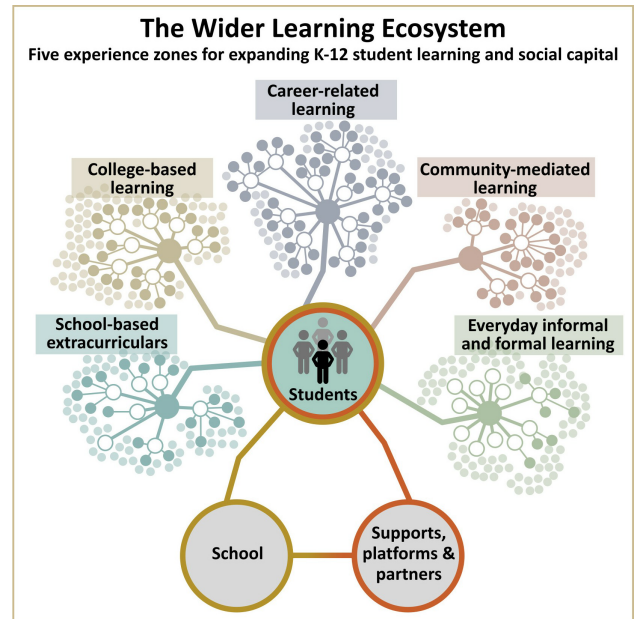 The Wider Learning Ecosystem
Five experience zones for expanding K-12 student learning and social capital
Career-related
learning
College-based
learning
Community-mediated
learning
School-based
extracurriculars
Everyday informal
and formal learning
Students
School
Supports,
platforms &
partners